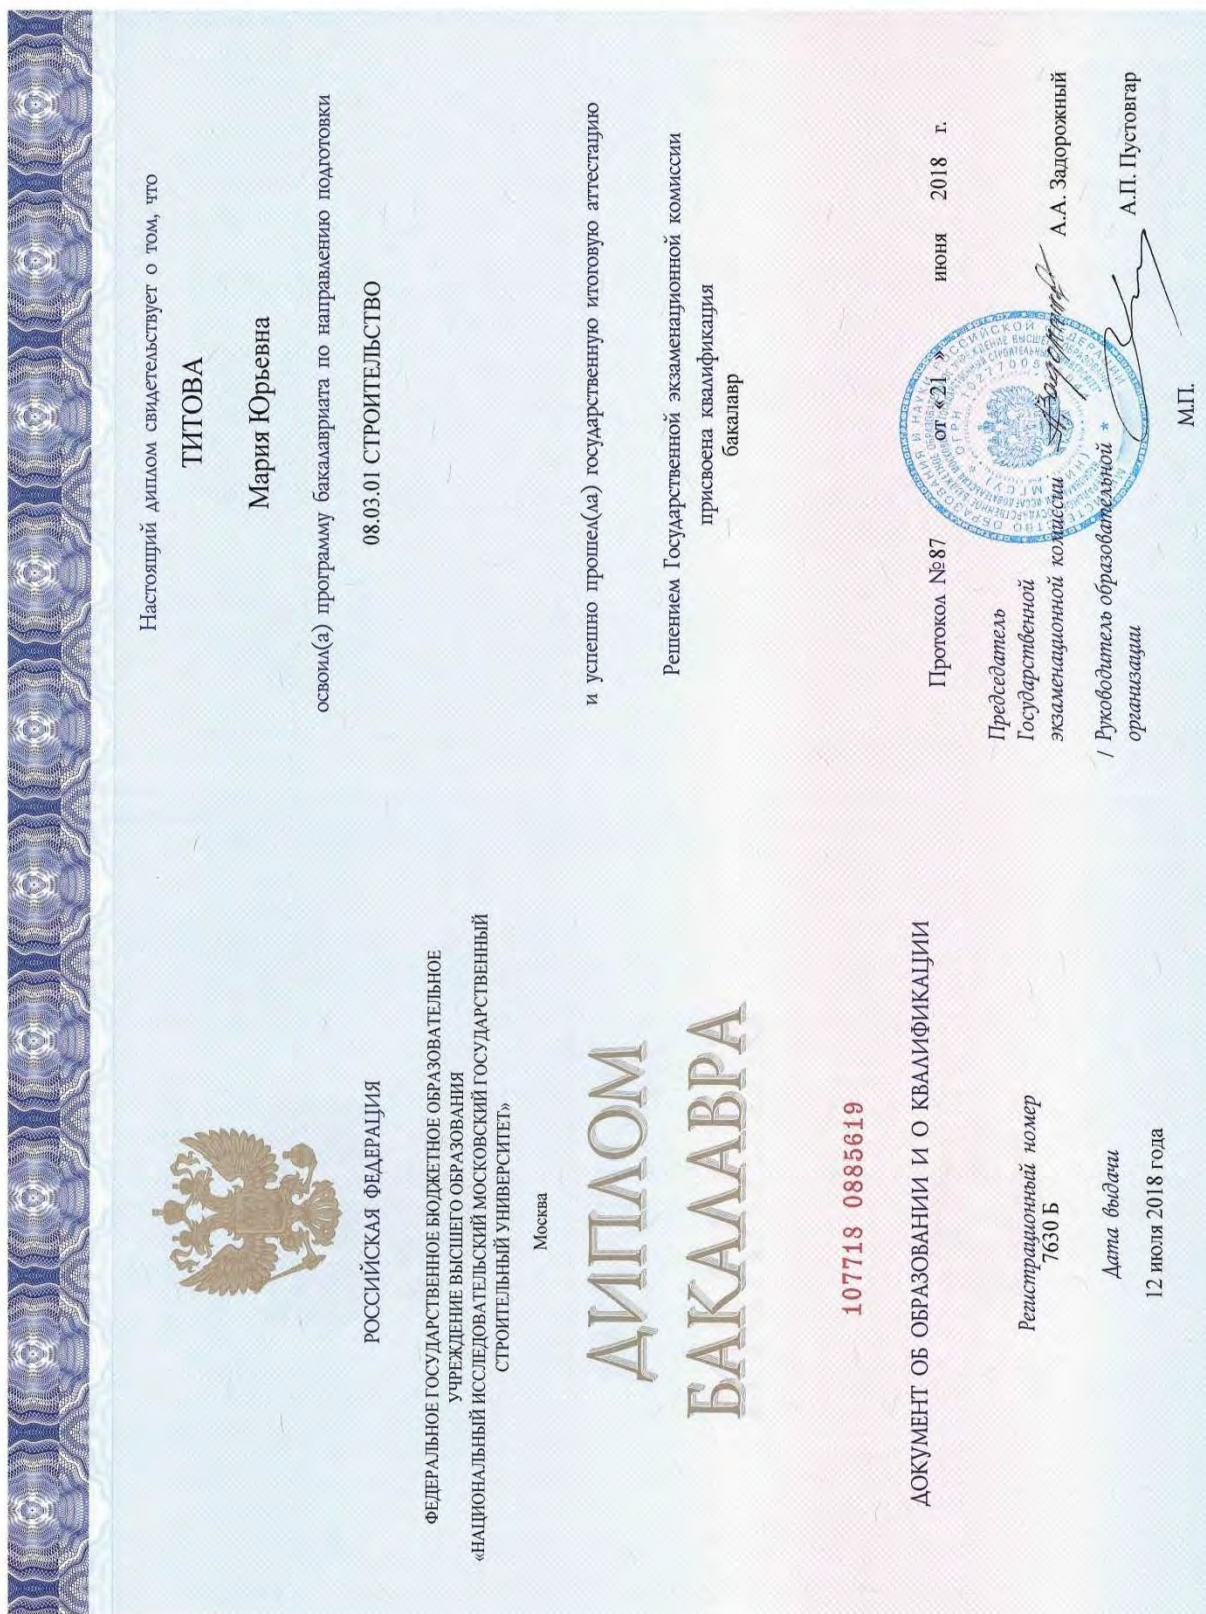 РОССИЙСКАЯ ФЕДЕРАЦИЯ
ФЕДЕРАЛЬНОЕ ГОСУДАРСТВЕННОЕ БЮДЖЕТНОЕ ОБРАЗОВАТЕЛЬНОЕ
УЧРЕЖДЕНИЕ ВЫСШЕГО ОБРАЗОВАНИЯ
«НАЦИОНАЛЬНЫЙ ИССЛЕДОВАТЕЛЬСКИЙ МОСКОВСКИЙ ГОСУДАРСТВЕННЫЙ
СТРОИТЕЛЬНЫЙ УНИВЕРСИТЕТ»
Москва
ДИПЛОМ
БАКАЛАВРА
107718 0885619
ДОКУМЕНТ ОБ ОБРАЗОВАНИИ И О КВАЛИФИКАЦИИ
Регистрационный номер
7630 Б
Дата выдачи
12 июля 2018 года
Настоящий диплом свидетельствует о том, что
ТИТОВА
Мария Юрьевна
освоил(а) программу бакалавриата по направлению подготовки
08.03.01 СТРОИТЕЛЬСТВО
и успешно прошел(ла) государственную итоговую аттестацию
Решением Государственной экзаменационной комиссии
присвоена квалификация
бакалавр
Протокол №87 от «21 » июня 2018 г.
Председатель
Государственной
экзаменационной комиссии А.А. Задорожный
/ Руководитель образовательной
организации А.П. Пустовгар
М.П.